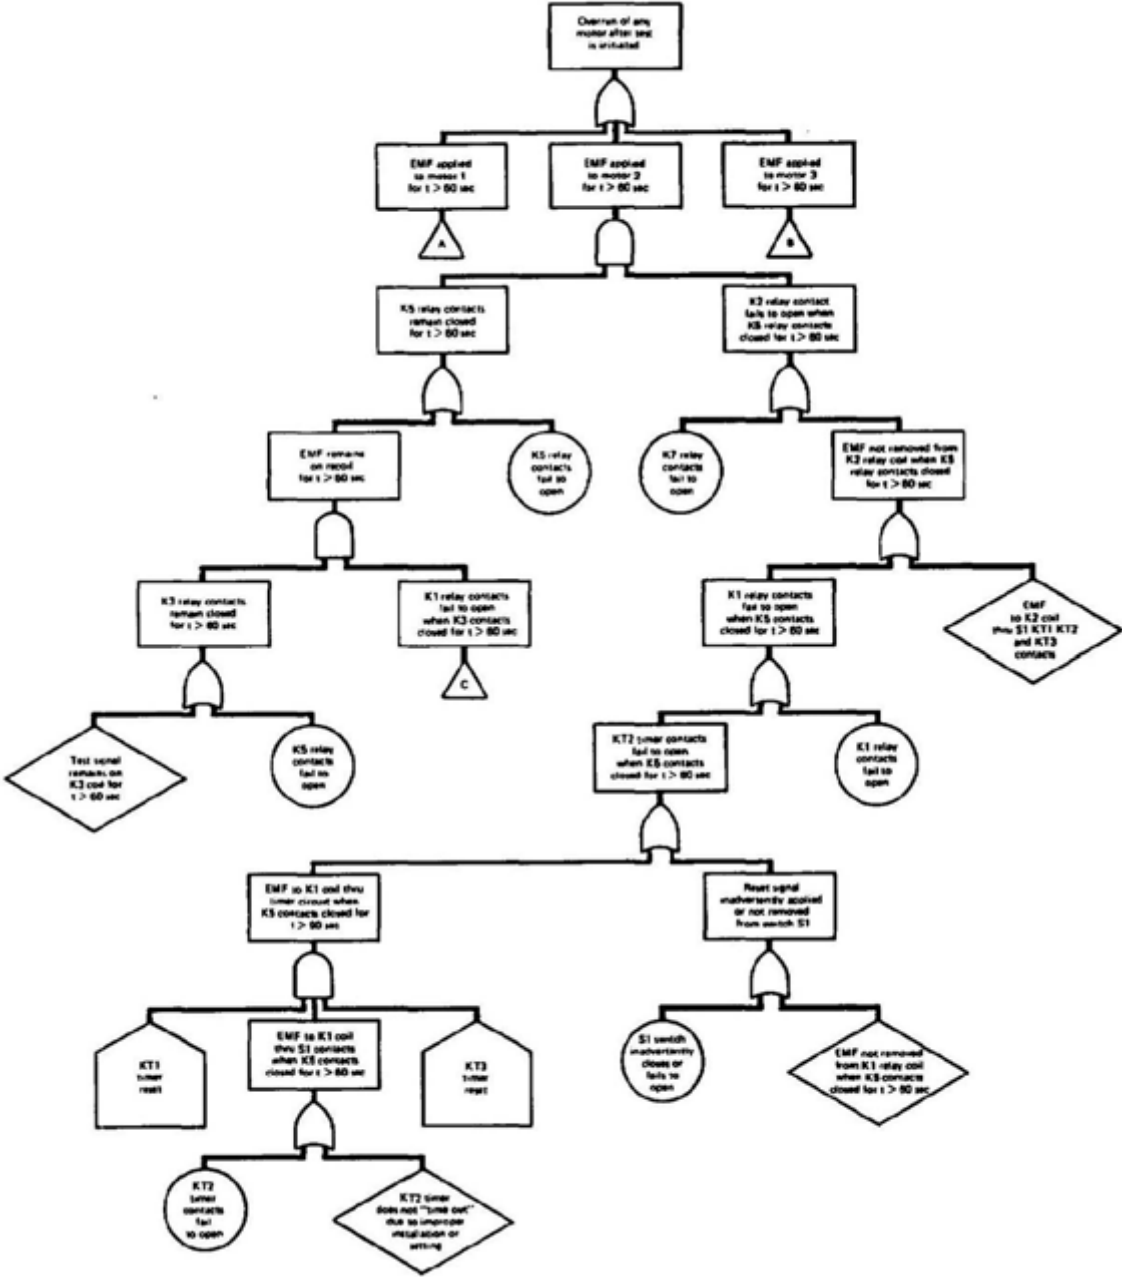 Overrun of any
motor after test
is initiated
EMF applied
to motor 1
for t > 60 sec
EMF applied
to motor 2
for t > 60 sec
EMF applied
to motor 3
for t > 60 sec
A
B
K5 relay contacts
remain closed
for t > 60 sec
K2 relay contact
fails to open when
K5 relay contacts
closed for t > 60 sec
EMF remains
on recoil
for t > 60 sec
K5 relay
contacts
fail to
open
K7 relay
contacts
fail to
open
EMF not removed from
K2 relay coil when K5
relay contacts closed
for t > 60 sec
K3 relay contacts
remain closed
for t > 60 sec
K1 relay contacts
fail to open
when K3 contacts
closed for t > 60 sec
K1 relay contacts
fail to open
when K5 contacts
closed for t > 60 sec
EMF
to K2 coil
thru S1 KT1 KT2
and KT3
contacts
C
Test signal
remains on
K3 coil for
t > 60 sec
K5 relay
contacts
fail to
open
KT2 timer contacts
fail to open
when K5 contacts
closed for t > 60 sec
K1 relay
contacts
fail to
open
EMF to K1 coil thru
timer circuit when
K5 contacts closed for
t > 90 sec
Reset signal
inadvertently applied
or not removed
from switch S1
KT1
timer
reset
EMF to K1 coil
thru S1 contacts
when K5 contacts
closed for t > 60 sec
KT3
timer
reset
S1 switch
inadvertently
closes or
fails to
open
EMF not removed
from K1 relay coil
when K5 contacts
closed for t > 60 sec
KT2
timer
contacts
fail
to open
KT2 timer
does not "time out"
due to improper
installation or
setting